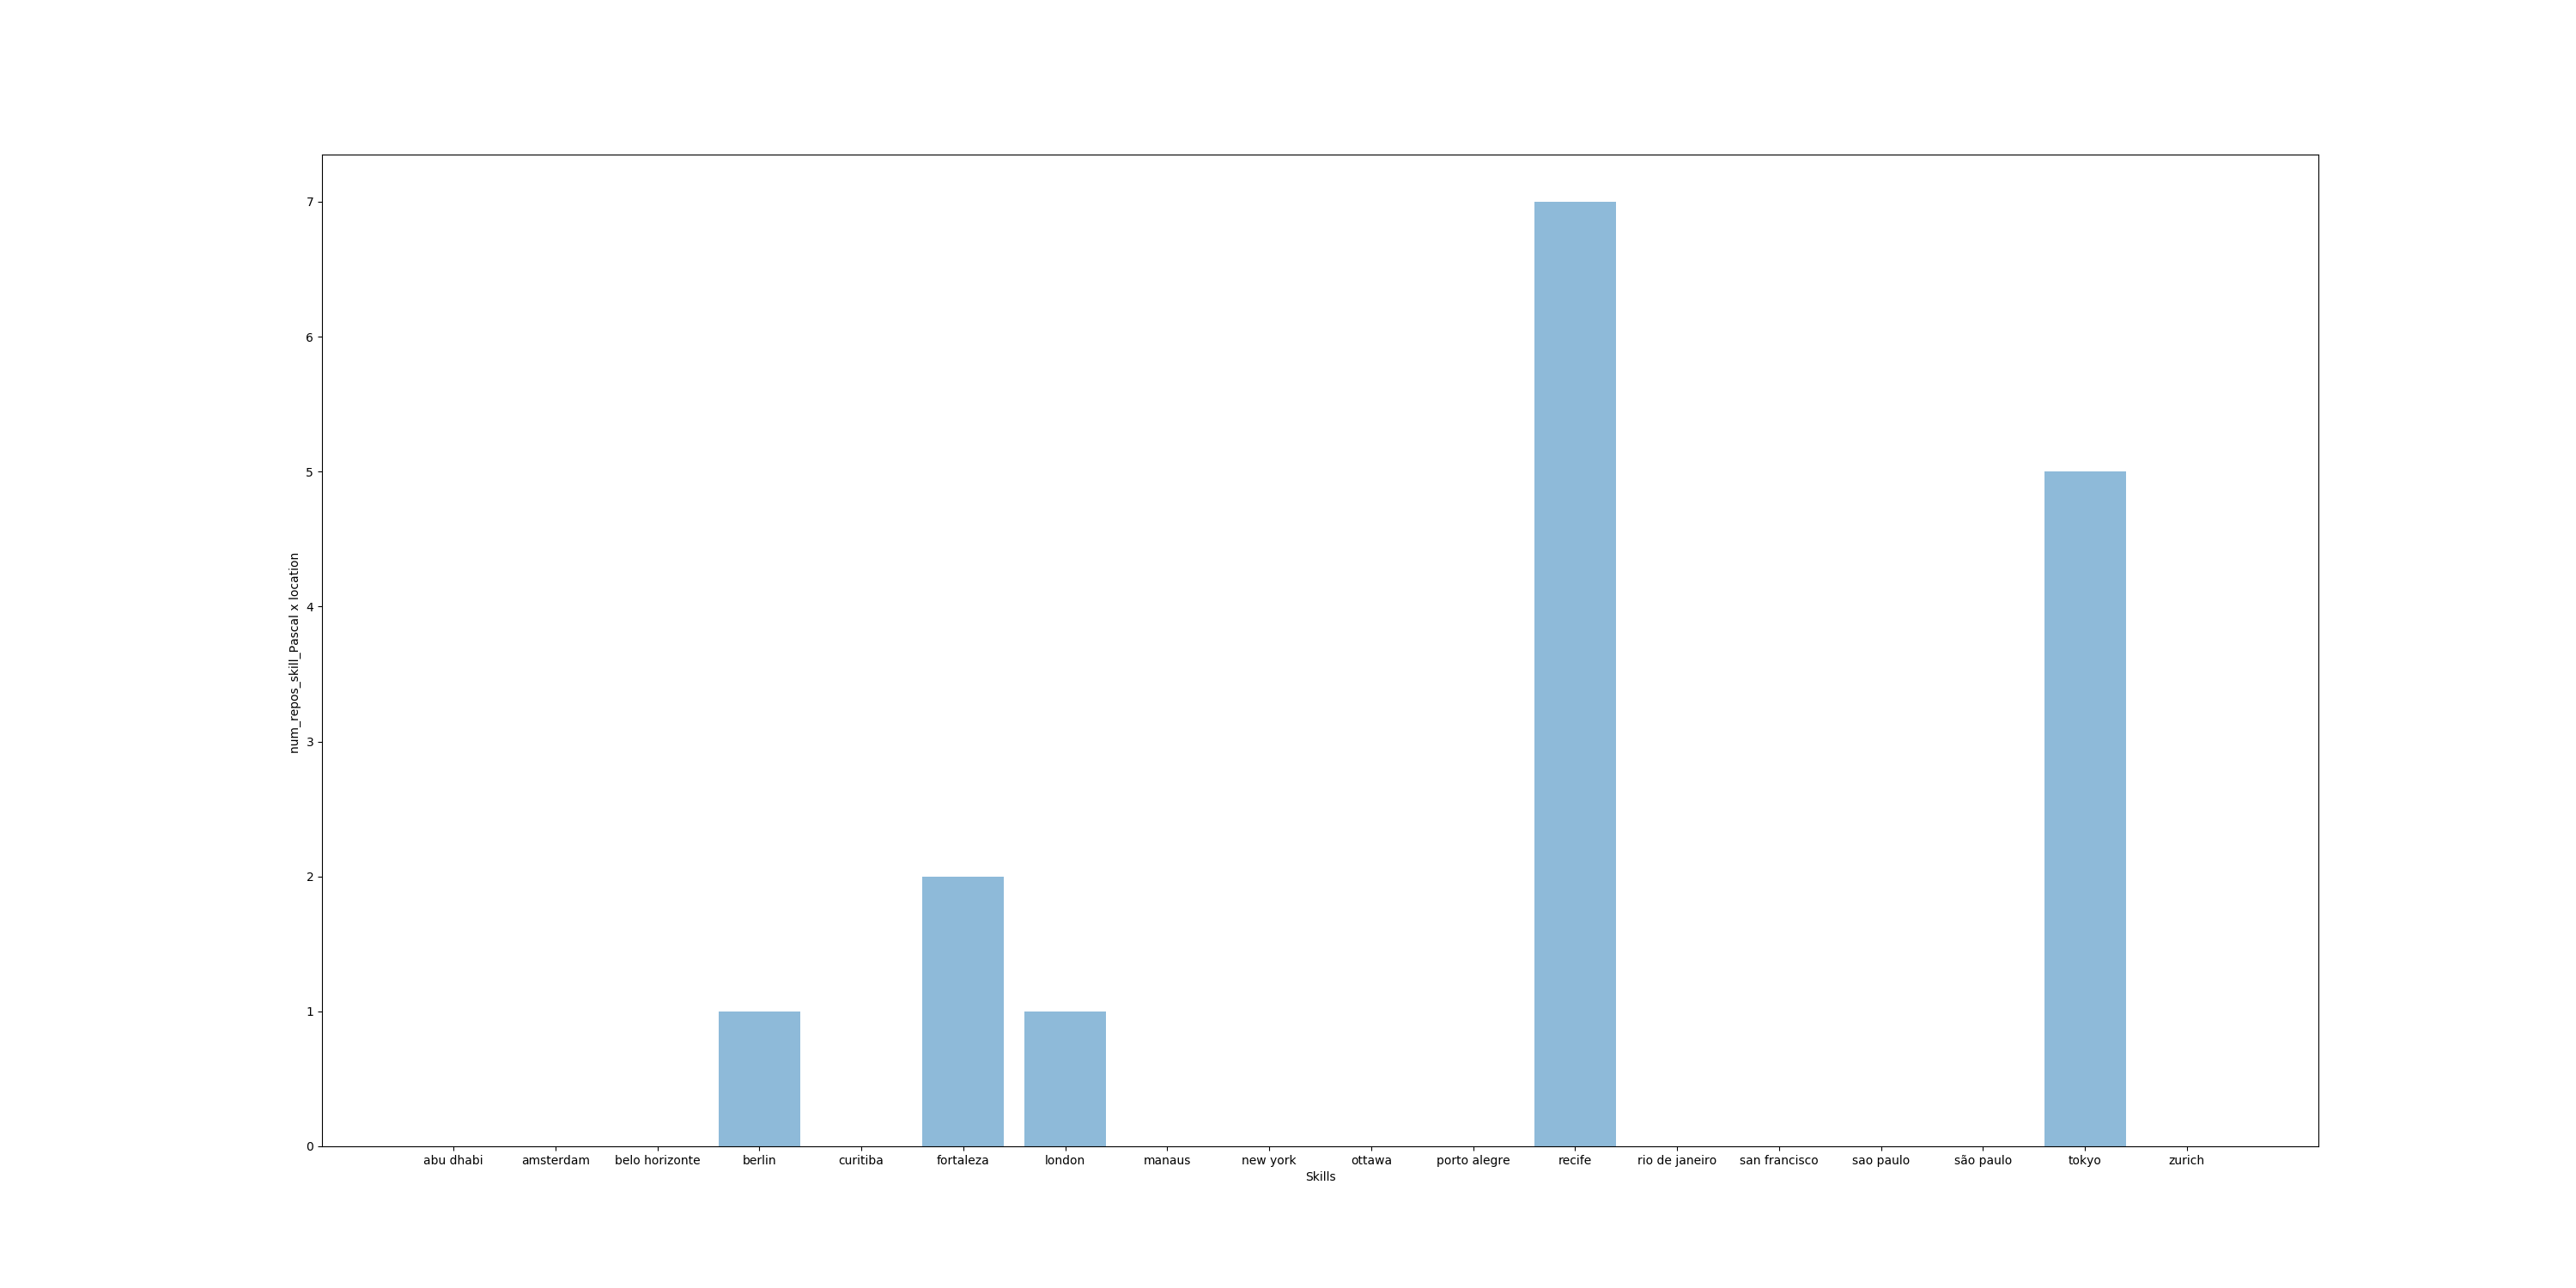 num_repos_skill_Pascal x location
7
6
5
4
3
2
1
0
abu dhabi amsterdam belo horizonte berlin curitiba fortaleza london manaus new york ottawa porto alegre recife rio de janeiro san francisco sao paulo são paulo tokyo zurich
Skills